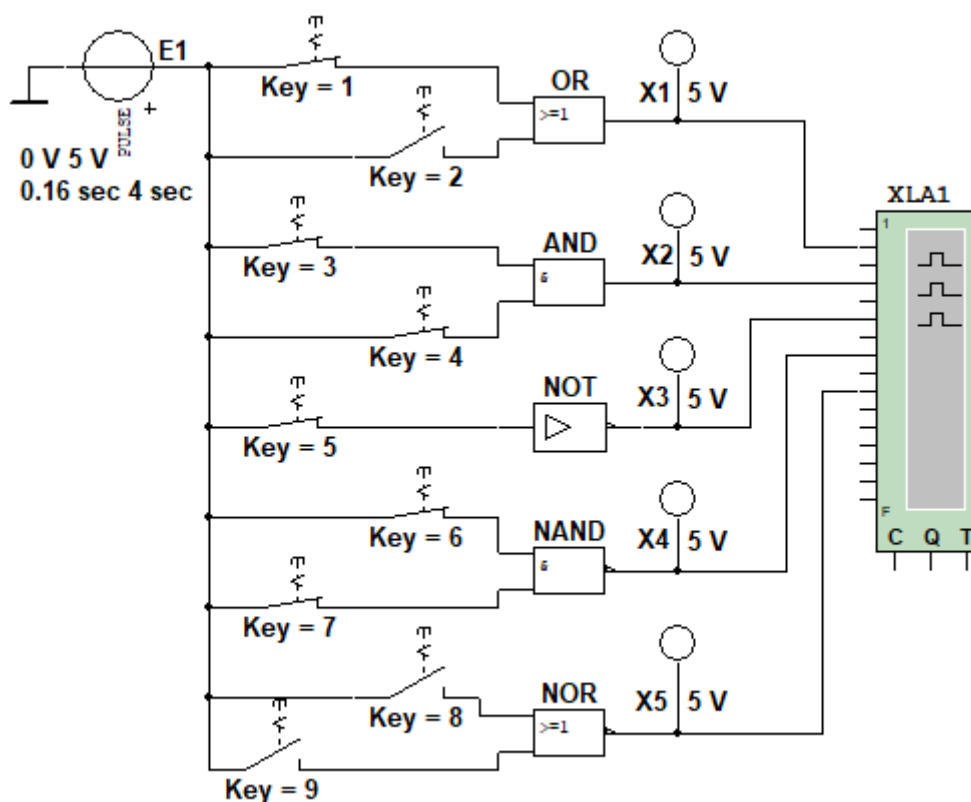 E1
+
PULSE
0 V 5 V
0.16 sec 4 sec
Key = 1
OR
>=1
X1 5 V
Key = 2
XLA1
1
Key = 3
AND
&
X2 5 V
Key = 4
Key = 5
NOT
X3 5 V
Key = 6
NAND
&
X4 5 V
F
C Q T
Key = 7
Key = 8
NOR
>=1
X5 5 V
Key = 9